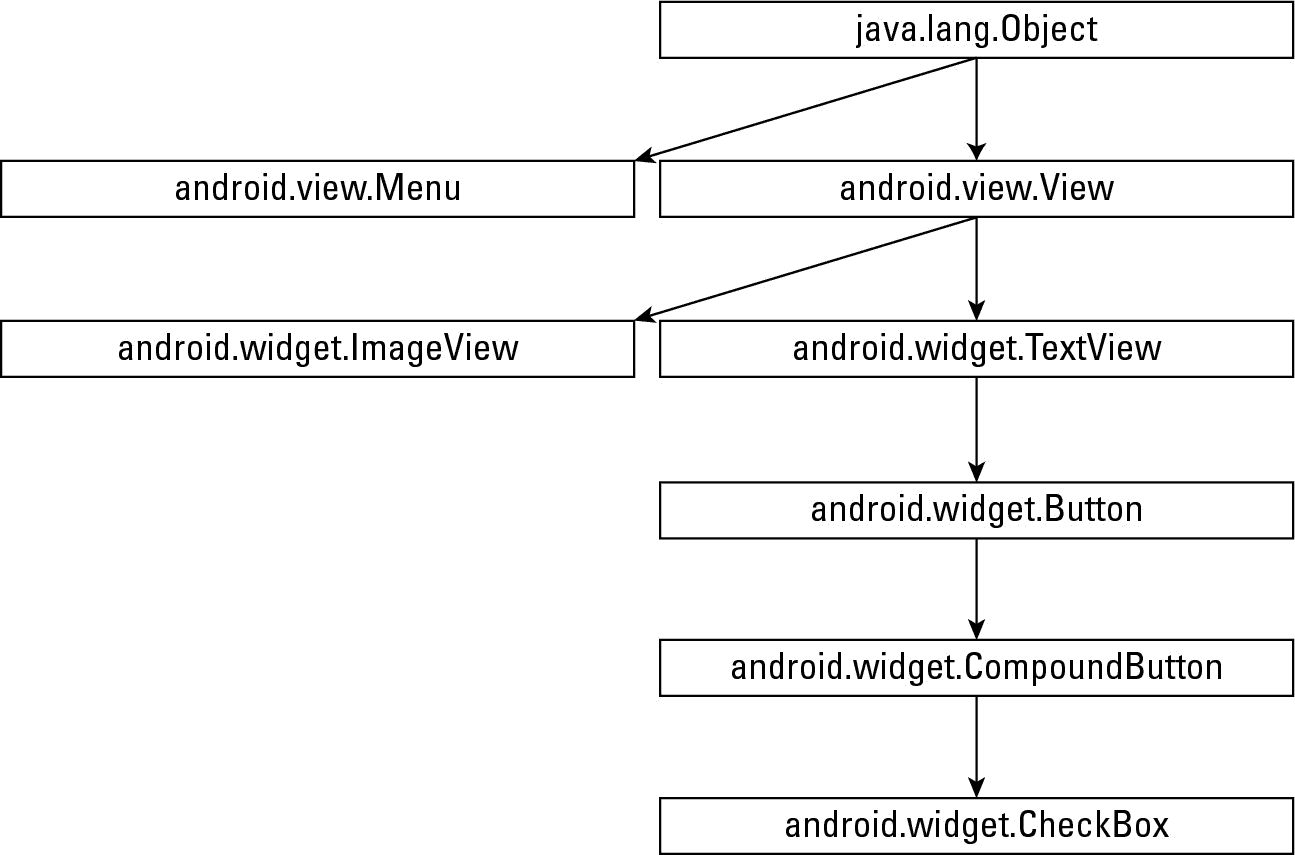 java.lang.Object
android.view.Menu
android.view.View
android.widget.ImageView
android.widget.TextView
android.widget.Button
android.widget.CompoundButton
android.widget.CheckBox